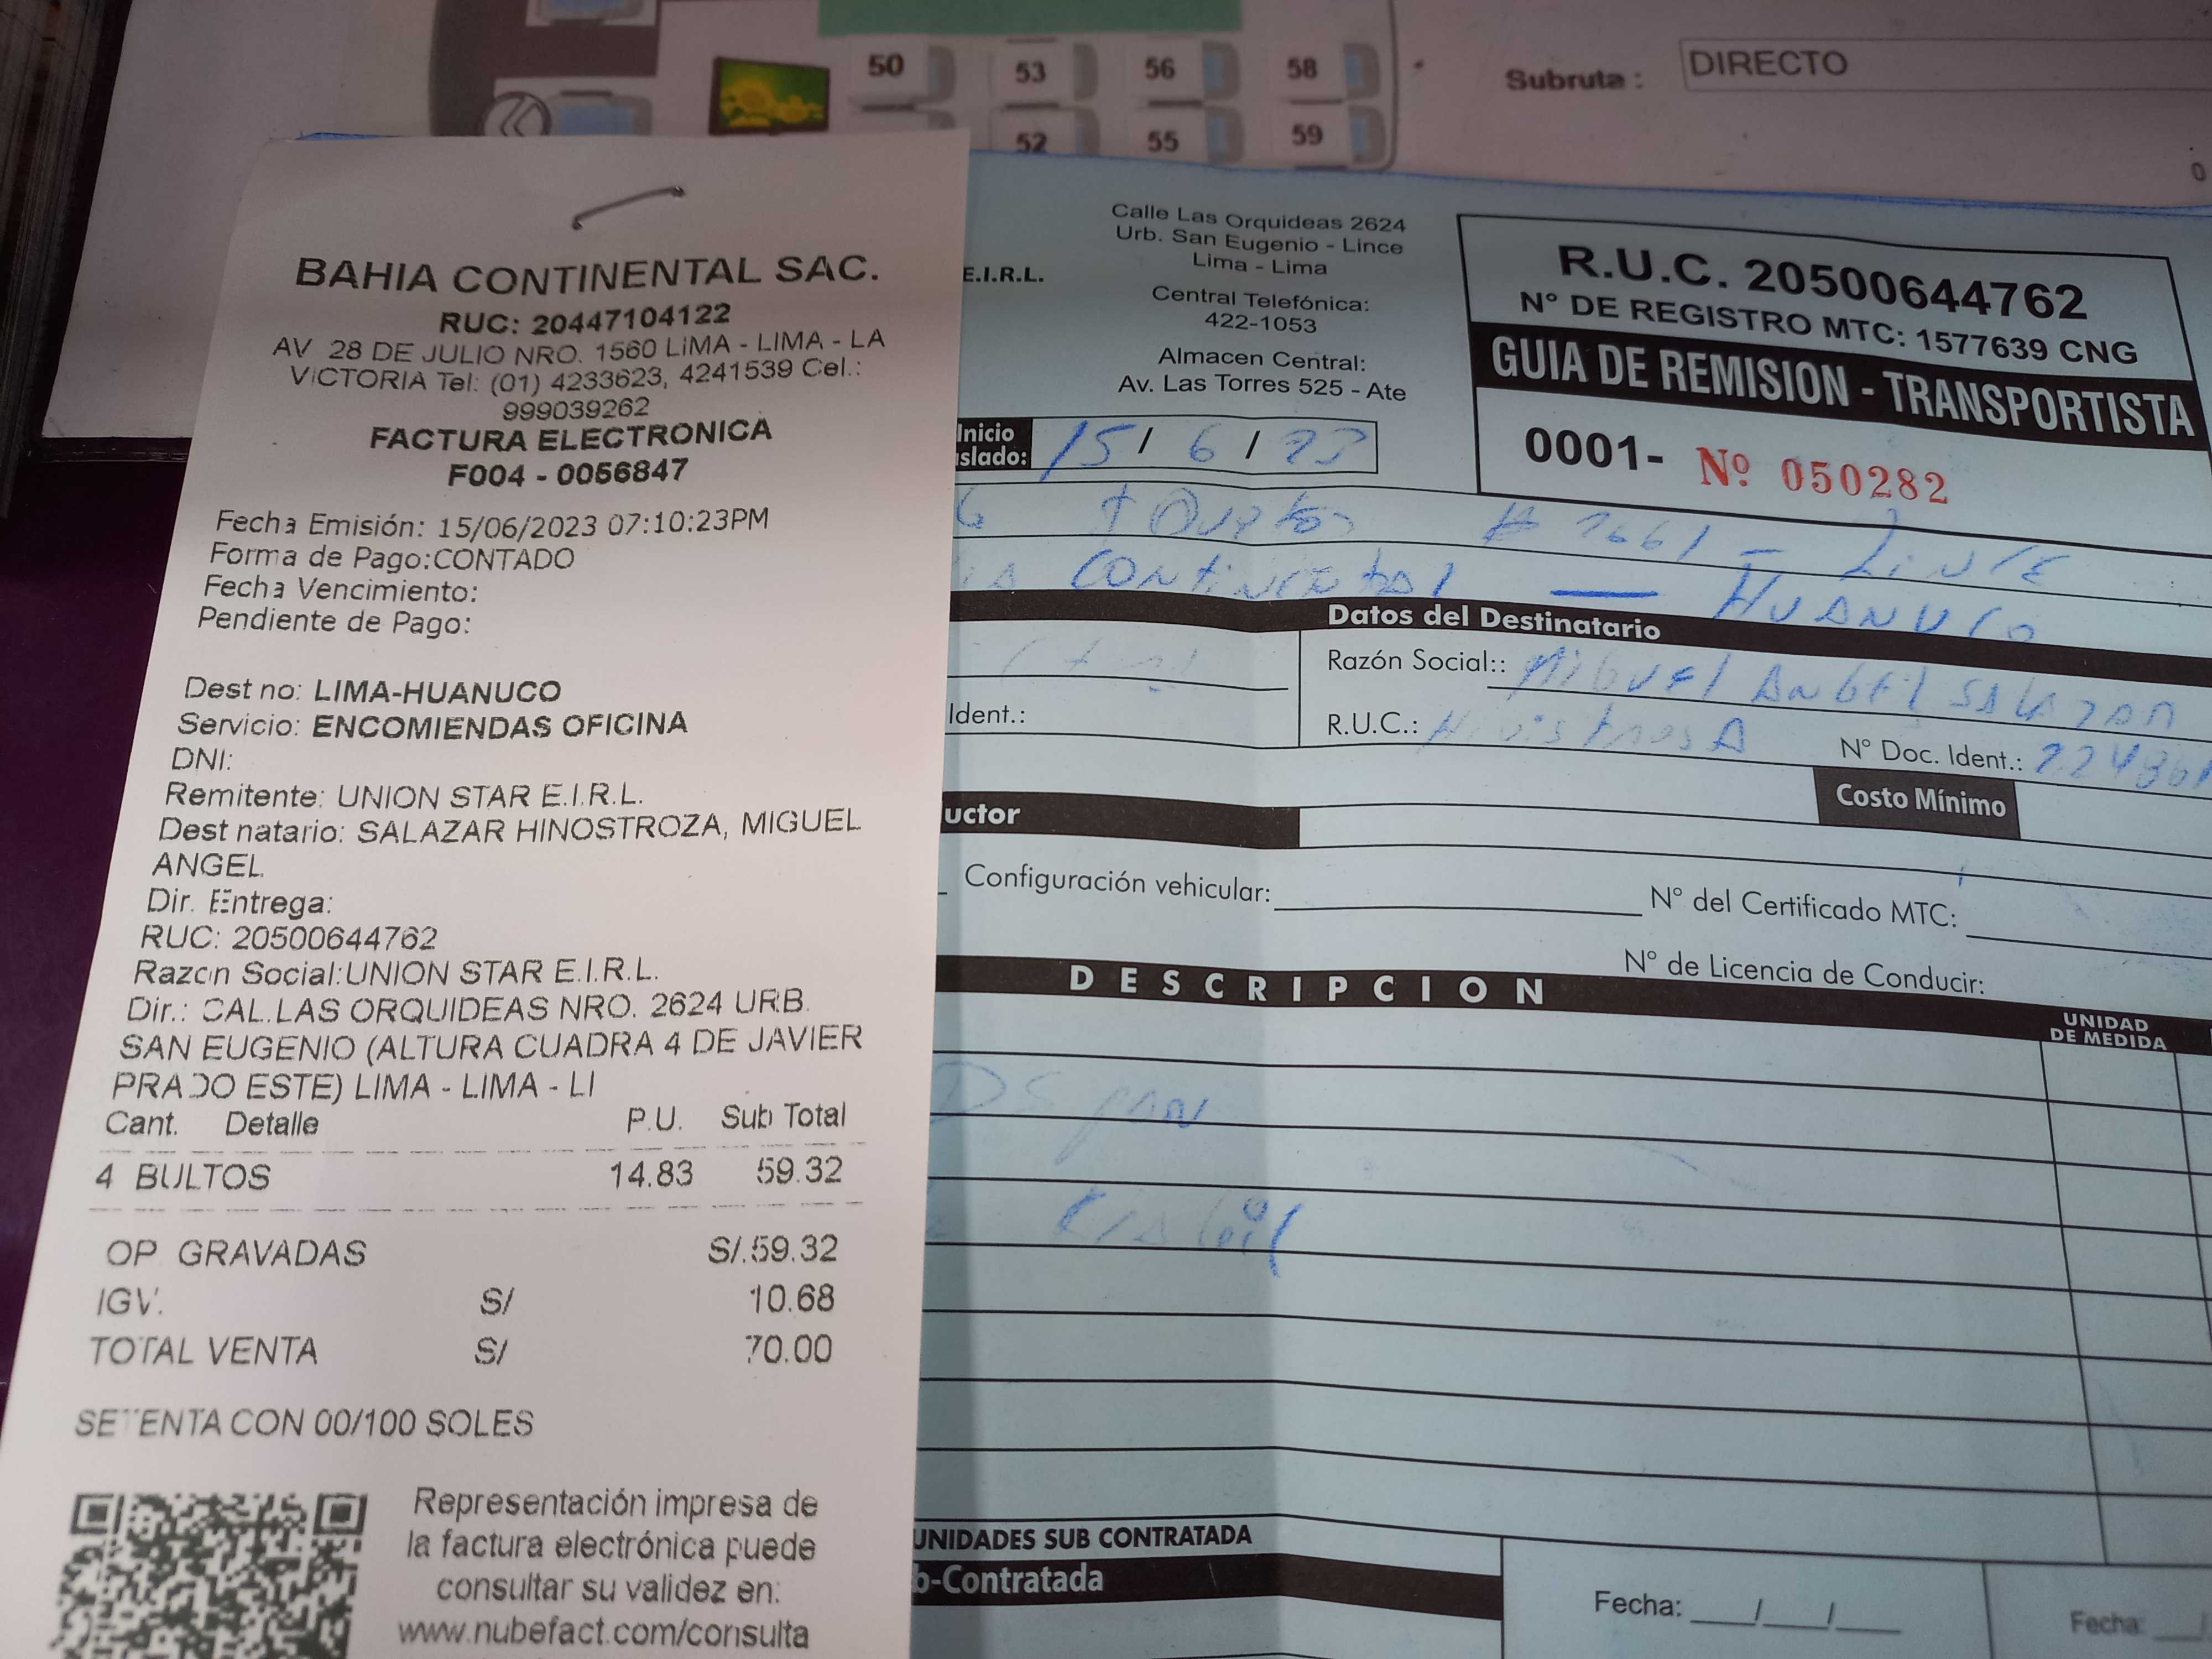 50 53 56 58
52 55 59
Subruta : DIRECTO
0
BAHIA CONTINENTAL SAC.
RUC: 20447104122
AV 28 DE JULIO NRO. 1560 LIMA - LIMA - LA
VICTORIA Tel: (01) 4233623, 4241539 Cel.:
999039262
FACTURA ELECTRONICA
F004 - 0056847
Fecha Emisión: 15/06/2023 07:10:23PM
Forma de Pago:CONTADO
Fecha Vencimiento:
Pendiente de Pago:
Dest no: LIMA-HUANUCO
Servicio: ENCOMIENDAS OFICINA
DNI:
Remitente: UNION STAR E.I.R.L.
Dest natario: SALAZAR HINOSTROZA, MIGUEL
ANGEL
Dir. Entrega:
RUC: 20500644762
Razon Social:UNION STAR E.I.R.L.
Dir.: CAL.LAS ORQUIDEAS NRO. 2624 URB.
SAN EUGENIO (ALTURA CUADRA 4 DE JAVIER
PRADO ESTE) LIMA - LIMA - LI
Cant. Detalle P.U. Sub Total
4 BULTOS 14.83 59.32
OP GRAVADAS S/.59.32
IGV. S/ 10.68
TOTAL VENTA S/ 70.00
SETENTA CON 00/100 SOLES
Representación impresa de
la factura electrónica puede
consultar su validez en:
www.nubefact.com/consulta
E.I.R.L.
Calle Las Orquideas 2624
Urb. San Eugenio - Lince
Lima - Lima
Central Telefónica:
422-1053
Almacen Central:
Av. Las Torres 525 - Ate
R.U.C. 20500644762
N° DE REGISTRO MTC: 1577639 CNG
GUIA DE REMISION - TRANSPORTISTA
0001- Nº 050282
Inicio
slado: 15/ 6 / 23
- LINCE
CONTINENTAL — HUANUCO
Datos del Destinatario
Razón Social:: MIGUEL ANGEL SALAZAR
Ident.:
R.U.C.:
N° Doc. Ident.:
Costo Mínimo
uctor
Configuración vehicular:
N° del Certificado MTC:
N° de Licencia de Conducir:
DESCRIPCION
UNIDAD
DE MEDIDA
UNIDADES SUB CONTRATADA
b-Contratada
Fecha: ___/___/___
Fecha: